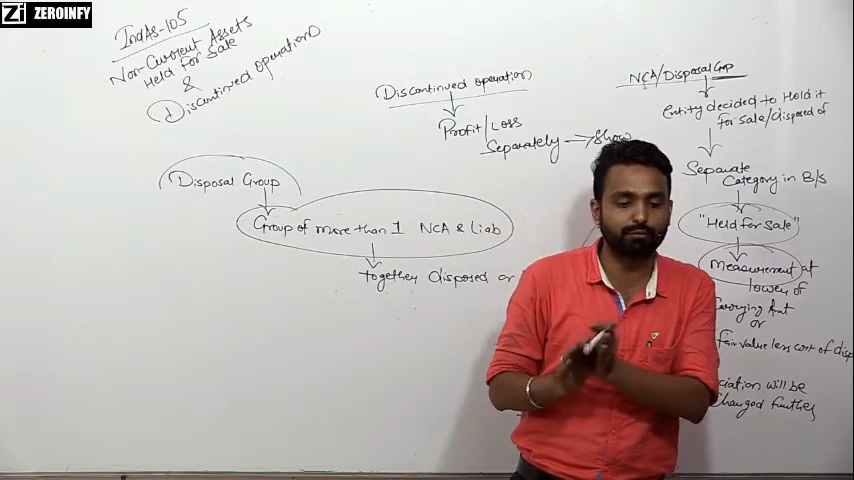 Zi ZEROINFY
IndAs-105
Non-Current Assets
Held For Sale
&
Discontinued operations
Discontinued operation
Profit/Loss
Separately → Show
Disposal Group
Group of more than 1 NCA & Liab
together disposed or
NCA/Disposal Grp
Entity decided to Hold it
for sale/disposed of
Separate
Category in B/S
"Held for sale"
Measurement at
lower of
Carrying Amt
or
fair value less cost of disp
ciation will be
Changed further